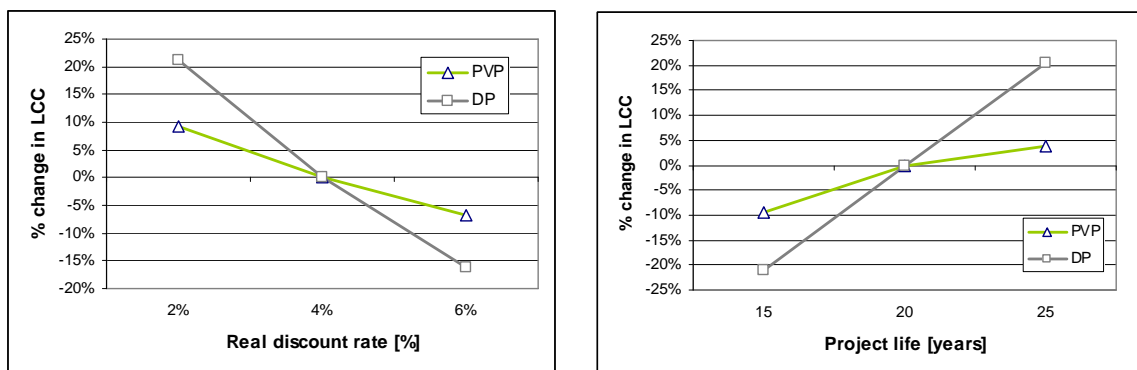 25%
20%
15%
10%
5%
0%
-5%
-10%
-15%
-20%
% change in LCC
PVP
DP
2% 4% 6%
Real discount rate [%]
25%
20%
15%
10%
5%
0%
-5%
-10%
-15%
-20%
-25%
% change in LCC
PVP
DP
15 20 25
Project life [years]